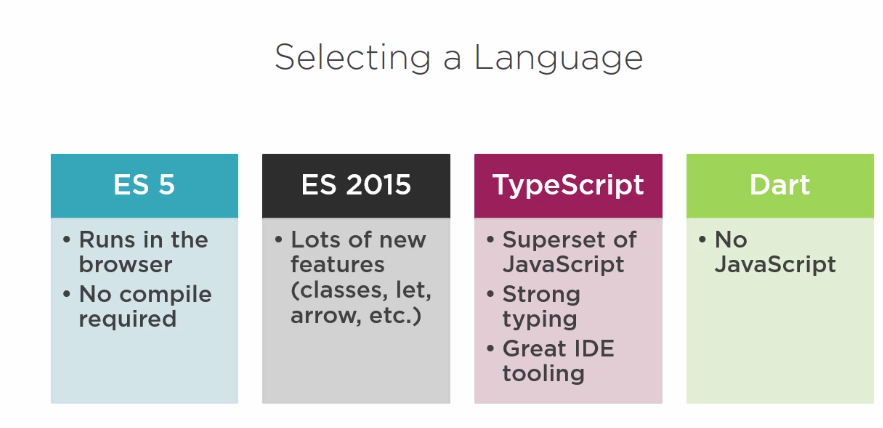 Selecting a Language
ES 5
• Runs in the
browser
• No compile
required
ES 2015
• Lots of new
features
(classes, let,
arrow, etc.)
TypeScript
• Superset of
JavaScript
• Strong
typing
• Great IDE
tooling
Dart
• No
JavaScript